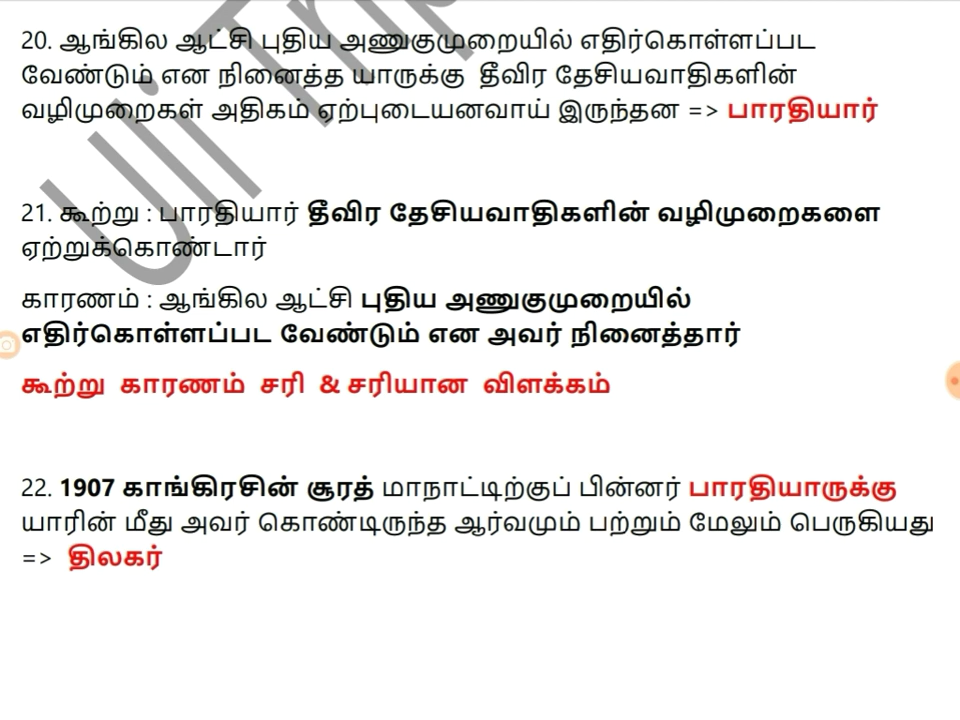 20. ஆங்கில ஆட்சி புதிய அணுகுமுறையில் எதிர்கொள்ளப்பட
வேண்டும் என நினைத்த யாருக்கு தீவிர தேசியவாதிகளின்
வழிமுறைகள் அதிகம் ஏற்புடையனவாய் இருந்தன => பாரதியார்
21. கூற்று : பாரதியார் தீவிர தேசியவாதிகளின் வழிமுறைகளை
ஏற்றுக்கொண்டார்
காரணம் : ஆங்கில ஆட்சி புதிய அணுகுமுறையில்
எதிர்கொள்ளப்பட வேண்டும் என அவர் நினைத்தார்
கூற்று காரணம் சரி & சரியான விளக்கம்
22. 1907 காங்கிரசின் சூரத் மாநாட்டிற்குப் பின்னர் பாரதியாருக்கு
யாரின் மீது அவர் கொண்டிருந்த ஆர்வமும் பற்றும் மேலும் பெருகியது
=> திலகர்